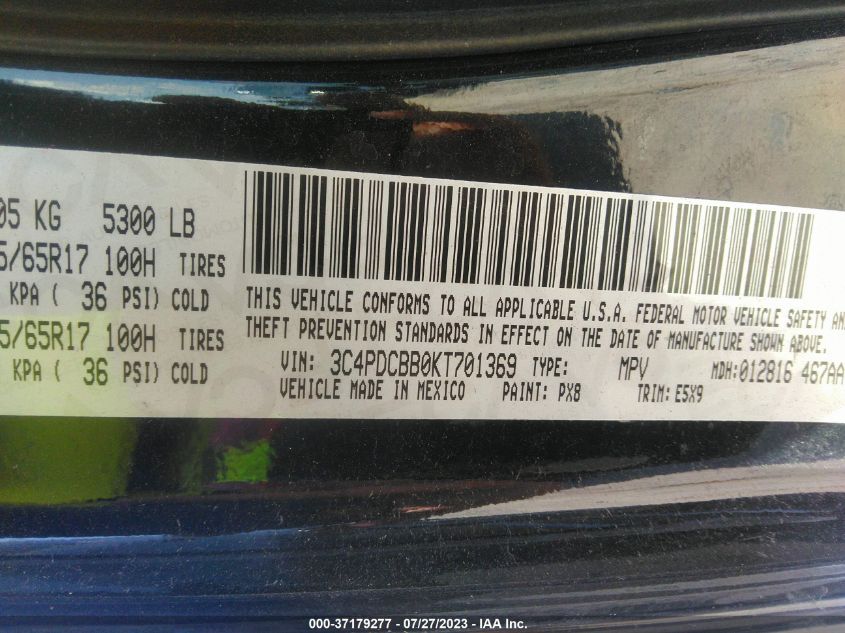 05 KG 5300 LB
5/65R17 100H TIRES
KPA ( 36 PSI) COLD
5/65R17 100H TIRES
KPA ( 36 PSI) COLD
THIS VEHICLE CONFORMS TO ALL APPLICABLE U.S.A. FEDERAL MOTOR VEHICLE SAFETY AN
THEFT PREVENTION STANDARDS IN EFFECT ON THE DATE OF MANUFACTURE SHOWN ABOVE.
VIN: 3C4PDCBB0KT701369 TYPE: MPV MDH:012816 467AA
VEHICLE MADE IN MEXICO PAINT: PX8 TRIM: E5X9
000-37179277 - 07/27/2023 - IAA Inc.